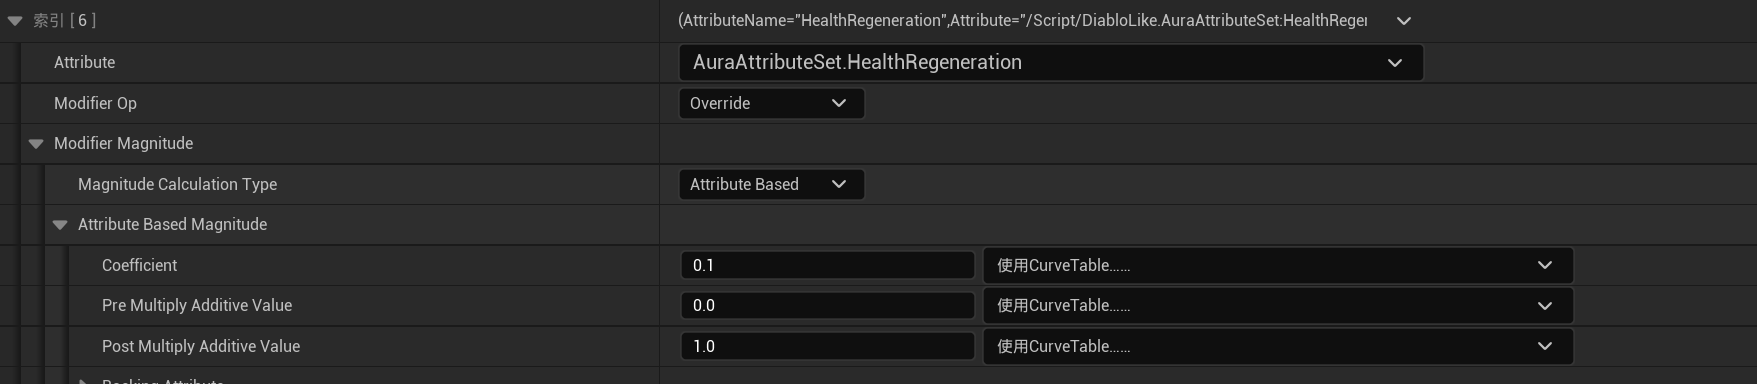 索引 [ 6 ]
(AttributeName="HealthRegeneration",Attribute="/Script/DiabloLike.AuraAttributeSet:HealthReger
Attribute
AuraAttributeSet.HealthRegeneration
Modifier Op
Override
Modifier Magnitude
Magnitude Calculation Type
Attribute Based
Attribute Based Magnitude
Coefficient
0.1
使用CurveTable……
Pre Multiply Additive Value
0.0
使用CurveTable……
Post Multiply Additive Value
1.0
使用CurveTable……